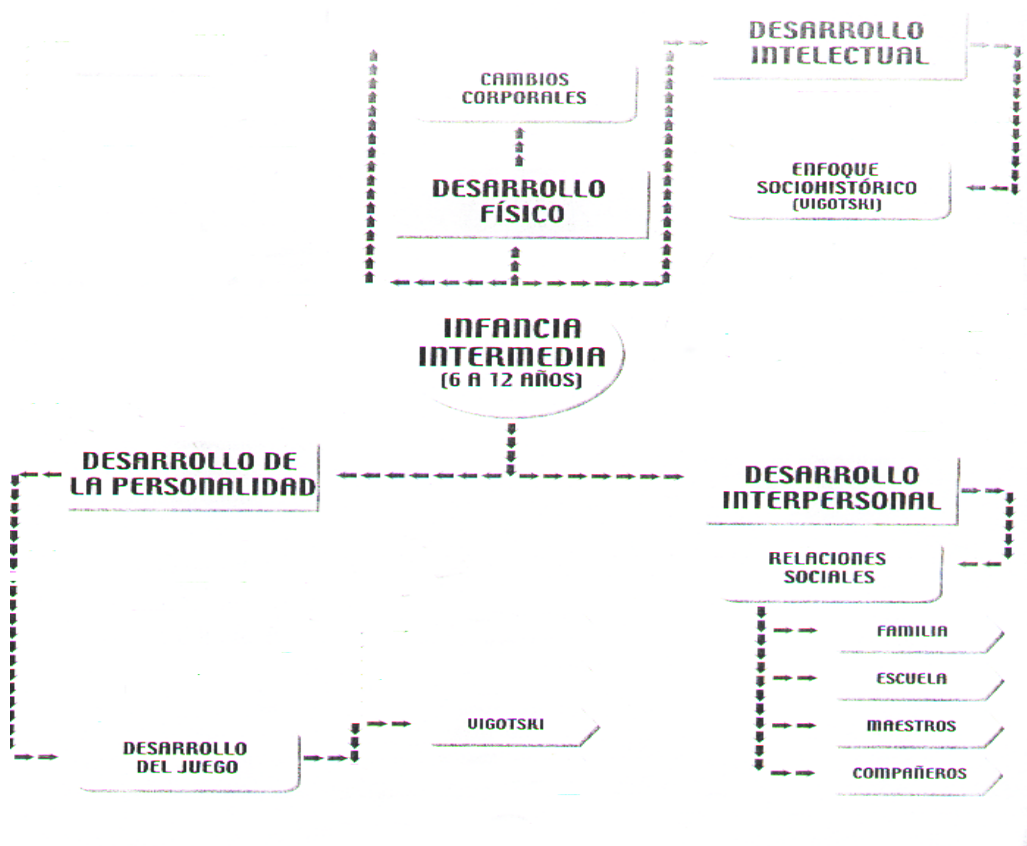 DESARROLLO
INTELECTUAL
CAMBIOS
CORPORALES
DESARROLLO
FÍSICO
ENFOQUE
SOCIOHISTÓRICO
(VIGOTSKI)
INFANCIA
INTERMEDIA
(6 A 12 AÑOS)
DESARROLLO DE
LA PERSONALIDAD
DESARROLLO
INTERPERSONAL
RELACIONES
SOCIALES
FAMILIA
ESCUELA
MAESTROS
COMPAÑEROS
VIGOTSKI
DESARROLLO
DEL JUEGO